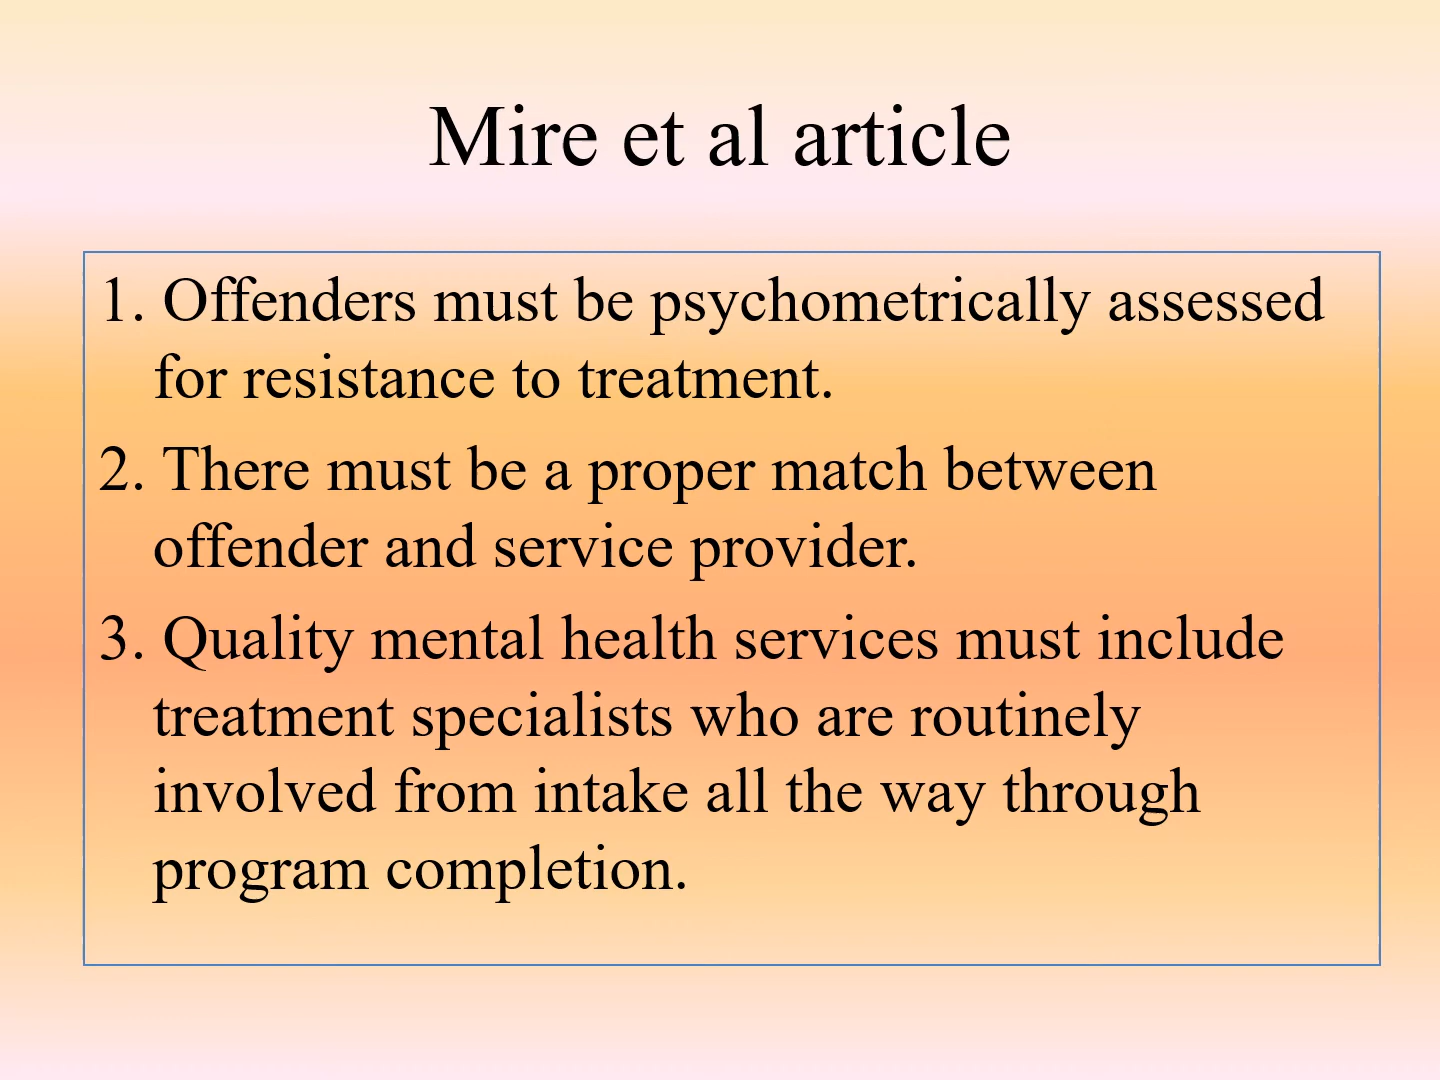 Mire et al article
1. Offenders must be psychometrically assessed
for resistance to treatment.
2. There must be a proper match between
offender and service provider.
3. Quality mental health services must include
treatment specialists who are routinely
involved from intake all the way through
program completion.